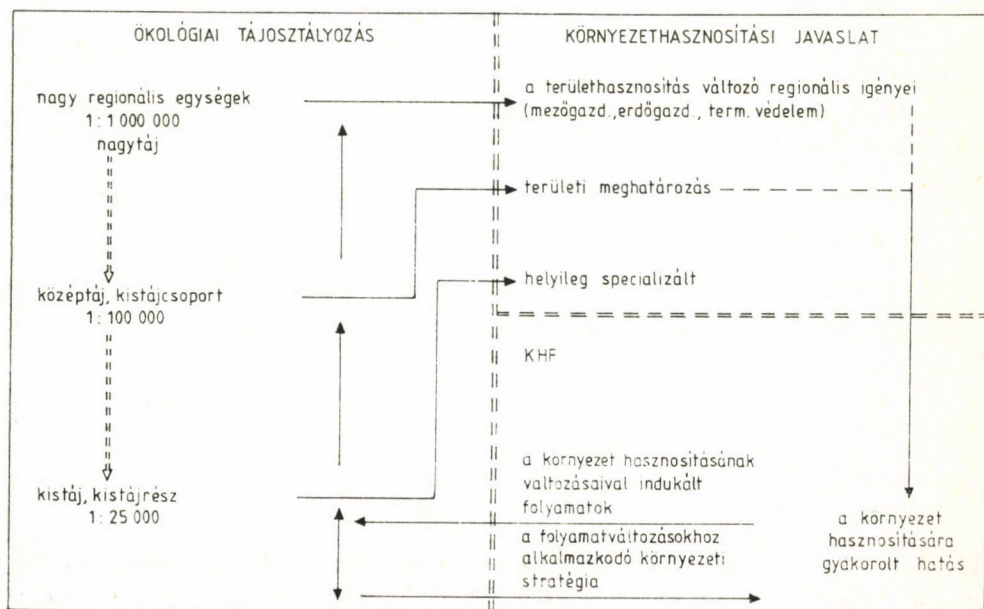 ÖKOLÓGIAI TÁJOSZTÁLYOZÁS
nagy regionális egységek
1:1 000 000
nagytáj
középtáj, kistájcsoport
1:100 000
kistáj, kistájrész
1:25 000
KÖRNYEZETHASZNOSÍTÁSI JAVASLAT
a területhasznosítás változó regionális igényei
(mezőgazd., erdőgazd., term. védelem)
területi meghatározás
helyileg specializált
KHF
a környezet hasznosításának
változásaival indukált
folyamatok
a folyamatváltozásokhoz
alkalmazkodó környezeti
stratégia
a környezet
hasznosítására
gyakorolt hatás